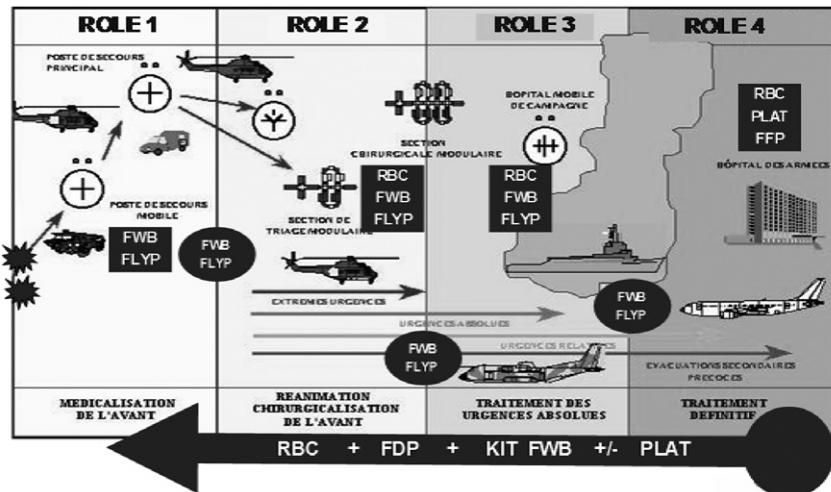 ROLE 1
ROLE 2
ROLE 3
ROLE 4
POSTE DE SECOURS
PRINCIPAL
POSTE DE SECOURS
MOBILE
FWB
FLYP
FWB
FLYP
SECTION
CHIRURGICALE MODULAIRE
SECTION DE
TRIAGE MODULAIRE
RBC
FWB
FLYP
HOPITAL MOBILE
DE CAMPAGNE
RBC
FWB
FLYP
RBC
PLAT
FFP
HÔPITAL DES ARMEES
EXTREMES URGENCES
URGENCES ABSOLUES
URGENCES RELATIVES
EVACUATIONS SECONDAIRES
PRECOCES
FWB
FLYP
FWB
FLYP
MEDICALISATION
DE L'AVANT
REANIMATION
CHIRURGICALISATION
DE L'AVANT
TRAITEMENT DES
URGENCES ABSOLUES
TRAITEMENT
DEFINITIF
RBC + FDP + KIT FWB +/- PLAT